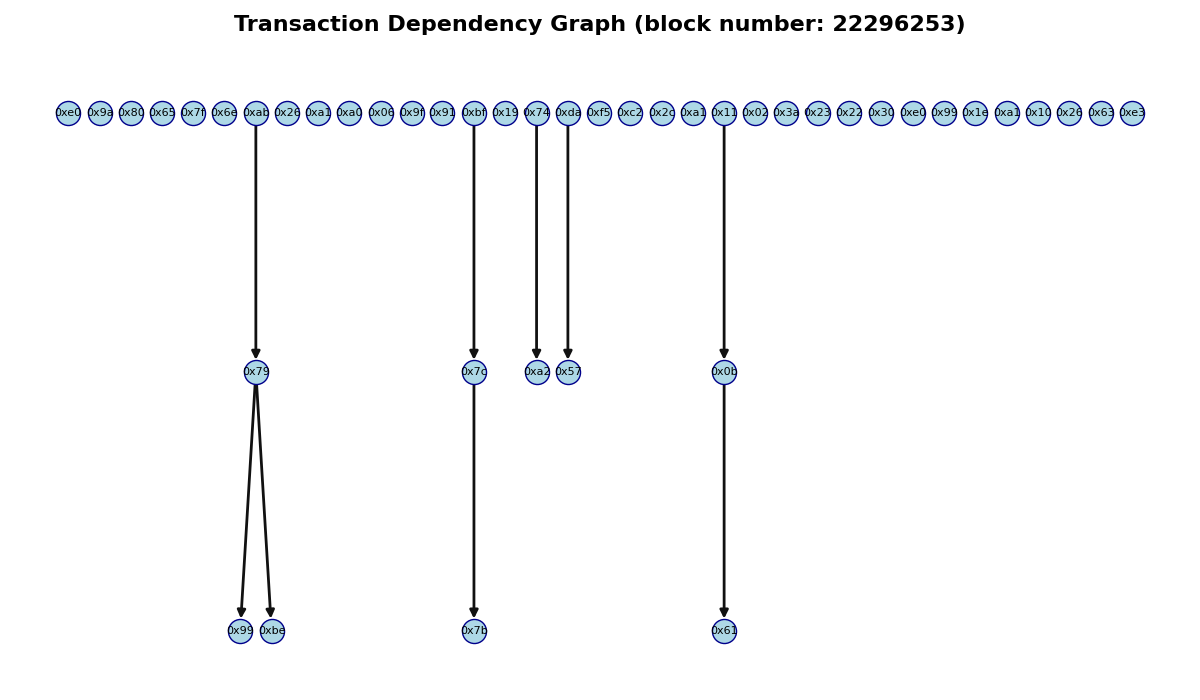 Transaction Dependency Graph (block number: 22296253)
0xe0 0x9a 0x80 0x65 0x7f 0x6e 0xab 0x26 0xa1 0xa0 0x06 0x9f 0x91 0xbf 0x19 0x74 0xda 0xf5 0xc2 0x2c 0xa1 0x11 0x02 0x3a 0x23 0x22 0x30 0xe0 0x99 0x1e 0xa1 0x10 0x26 0x63 0xe3
0x79 0x7c 0xa2 0x57 0x0b
0x99 0xbe 0x7b 0x61